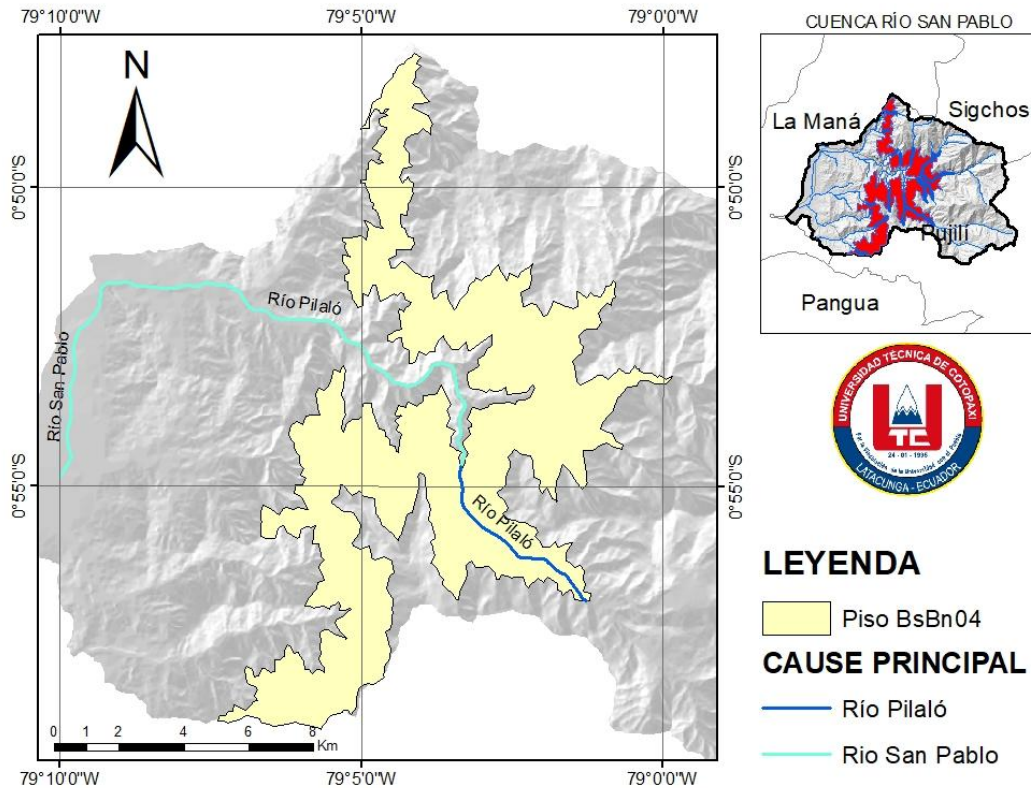 79°10'0"W
79°5'0"W
79°0'0"W
CUENCA RÍO SAN PABLO
N
La Maná
Sigchos
Pujilí
Pangua
0°50'0"S
0°50'0"S
Río Pilaló
Río San Pablo
UNIVERSIDAD TÉCNICA DE COTOPAXI
UTC
24 - 01 - 1995
LATACUNGA - ECUADOR
0°55'0"S
0°55'0"S
Río Pilaló
LEYENDA
Piso BsBn04
CAUSE PRINCIPAL
Río Pilaló
Rio San Pablo
0 1 2 4 6 8
Km
79°10'0"W
79°5'0"W
79°0'0"W